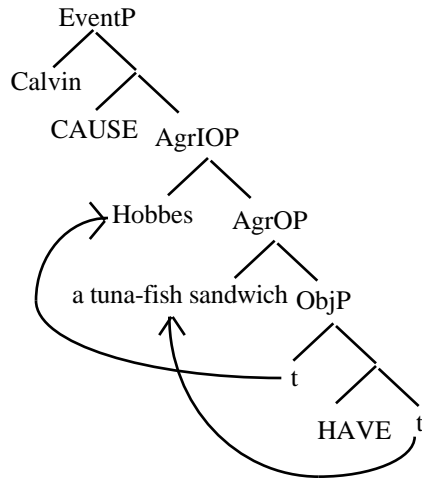 EventP
Calvin
CAUSE AgrIOP
Hobbes AgrOP
a tuna-fish sandwich ObjP
t
HAVE t